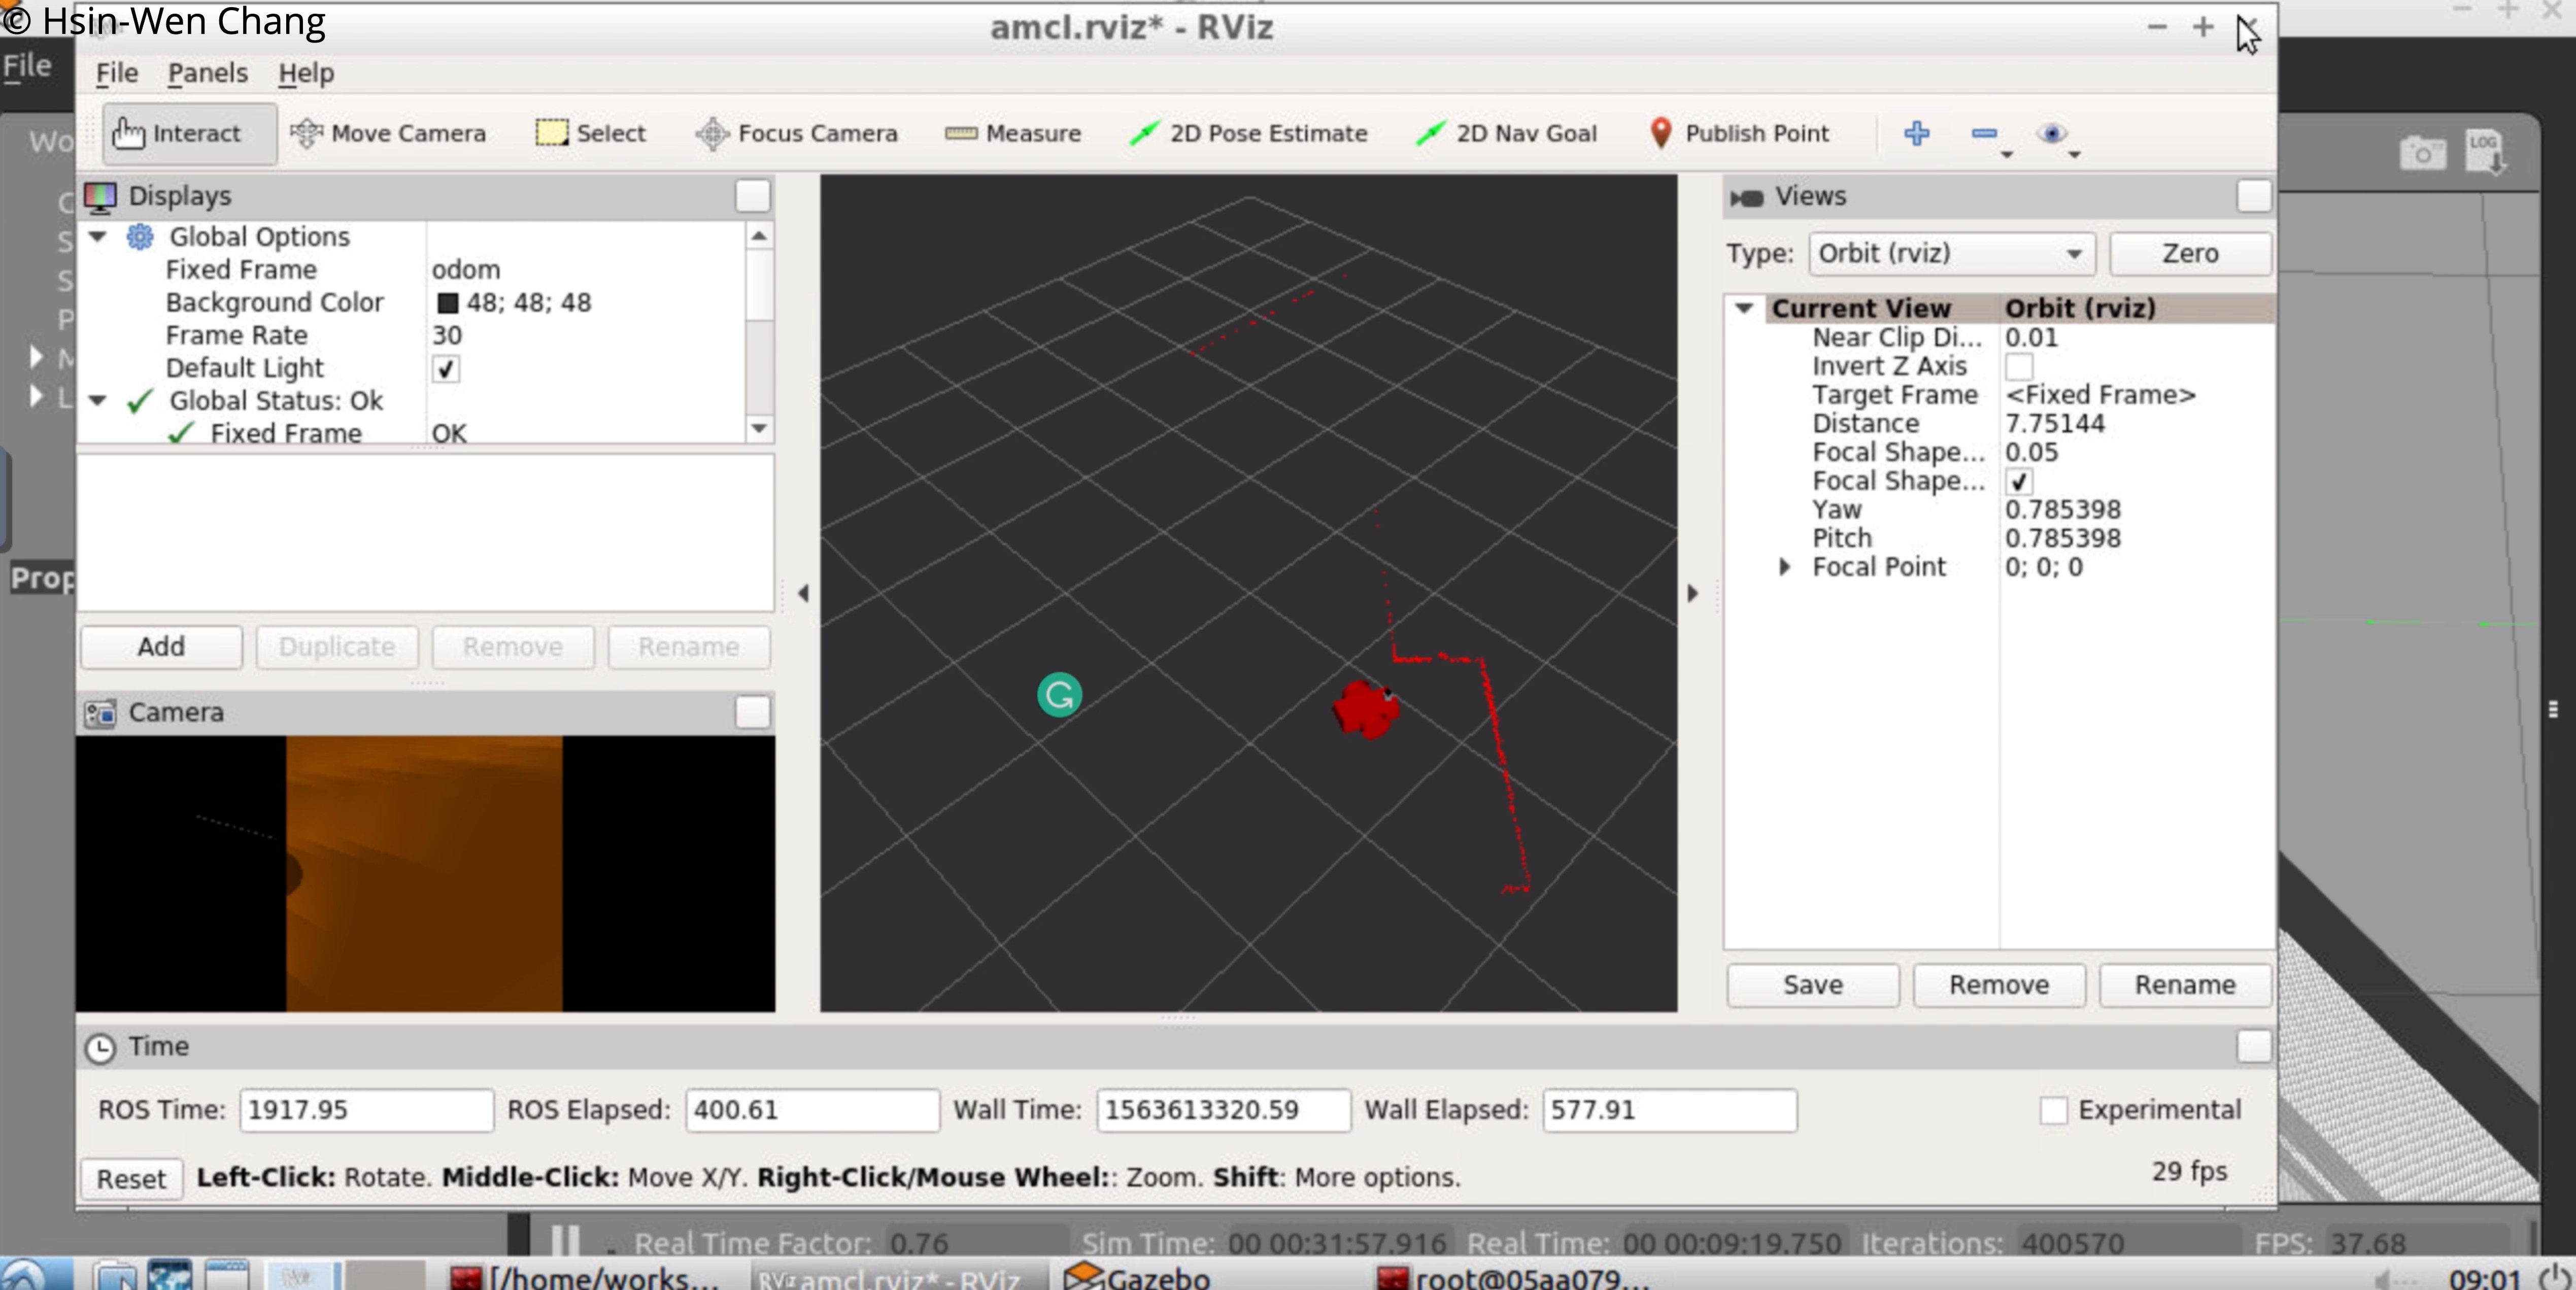 © Hsin-Wen Chang
amcl.rviz* - RViz
File
File Panels Help
Interact Move Camera Select Focus Camera Measure 2D Pose Estimate 2D Nav Goal Publish Point
LOG
Wo
Displays
Global Options
Fixed Frame odom
Background Color 48; 48; 48
Frame Rate 30
Default Light
Global Status: Ok
Fixed Frame OK
Prop
Add Duplicate Remove Rename
Camera
G
Views
Type: Orbit (rviz) Zero
Current View Orbit (rviz)
Near Clip Di... 0.01
Invert Z Axis
Target Frame <Fixed Frame>
Distance 7.75144
Focal Shape... 0.05
Focal Shape...
Yaw 0.785398
Pitch 0.785398
Focal Point 0; 0; 0
Save Remove Rename
Time
ROS Time: 1917.95 ROS Elapsed: 400.61 Wall Time: 1563613320.59 Wall Elapsed: 577.91 Experimental
Reset Left-Click: Rotate. Middle-Click: Move X/Y. Right-Click/Mouse Wheel:: Zoom. Shift: More options. 29 fps
Real Time Factor: 0.76 Sim Time: 00 00:31:57.916 Real Time: 00 00:09:19.750 Iterations: 400570 FPS: 37.68
[/home/works... RViz amcl.rviz* - RViz Gazebo root@05aa079... 09:01